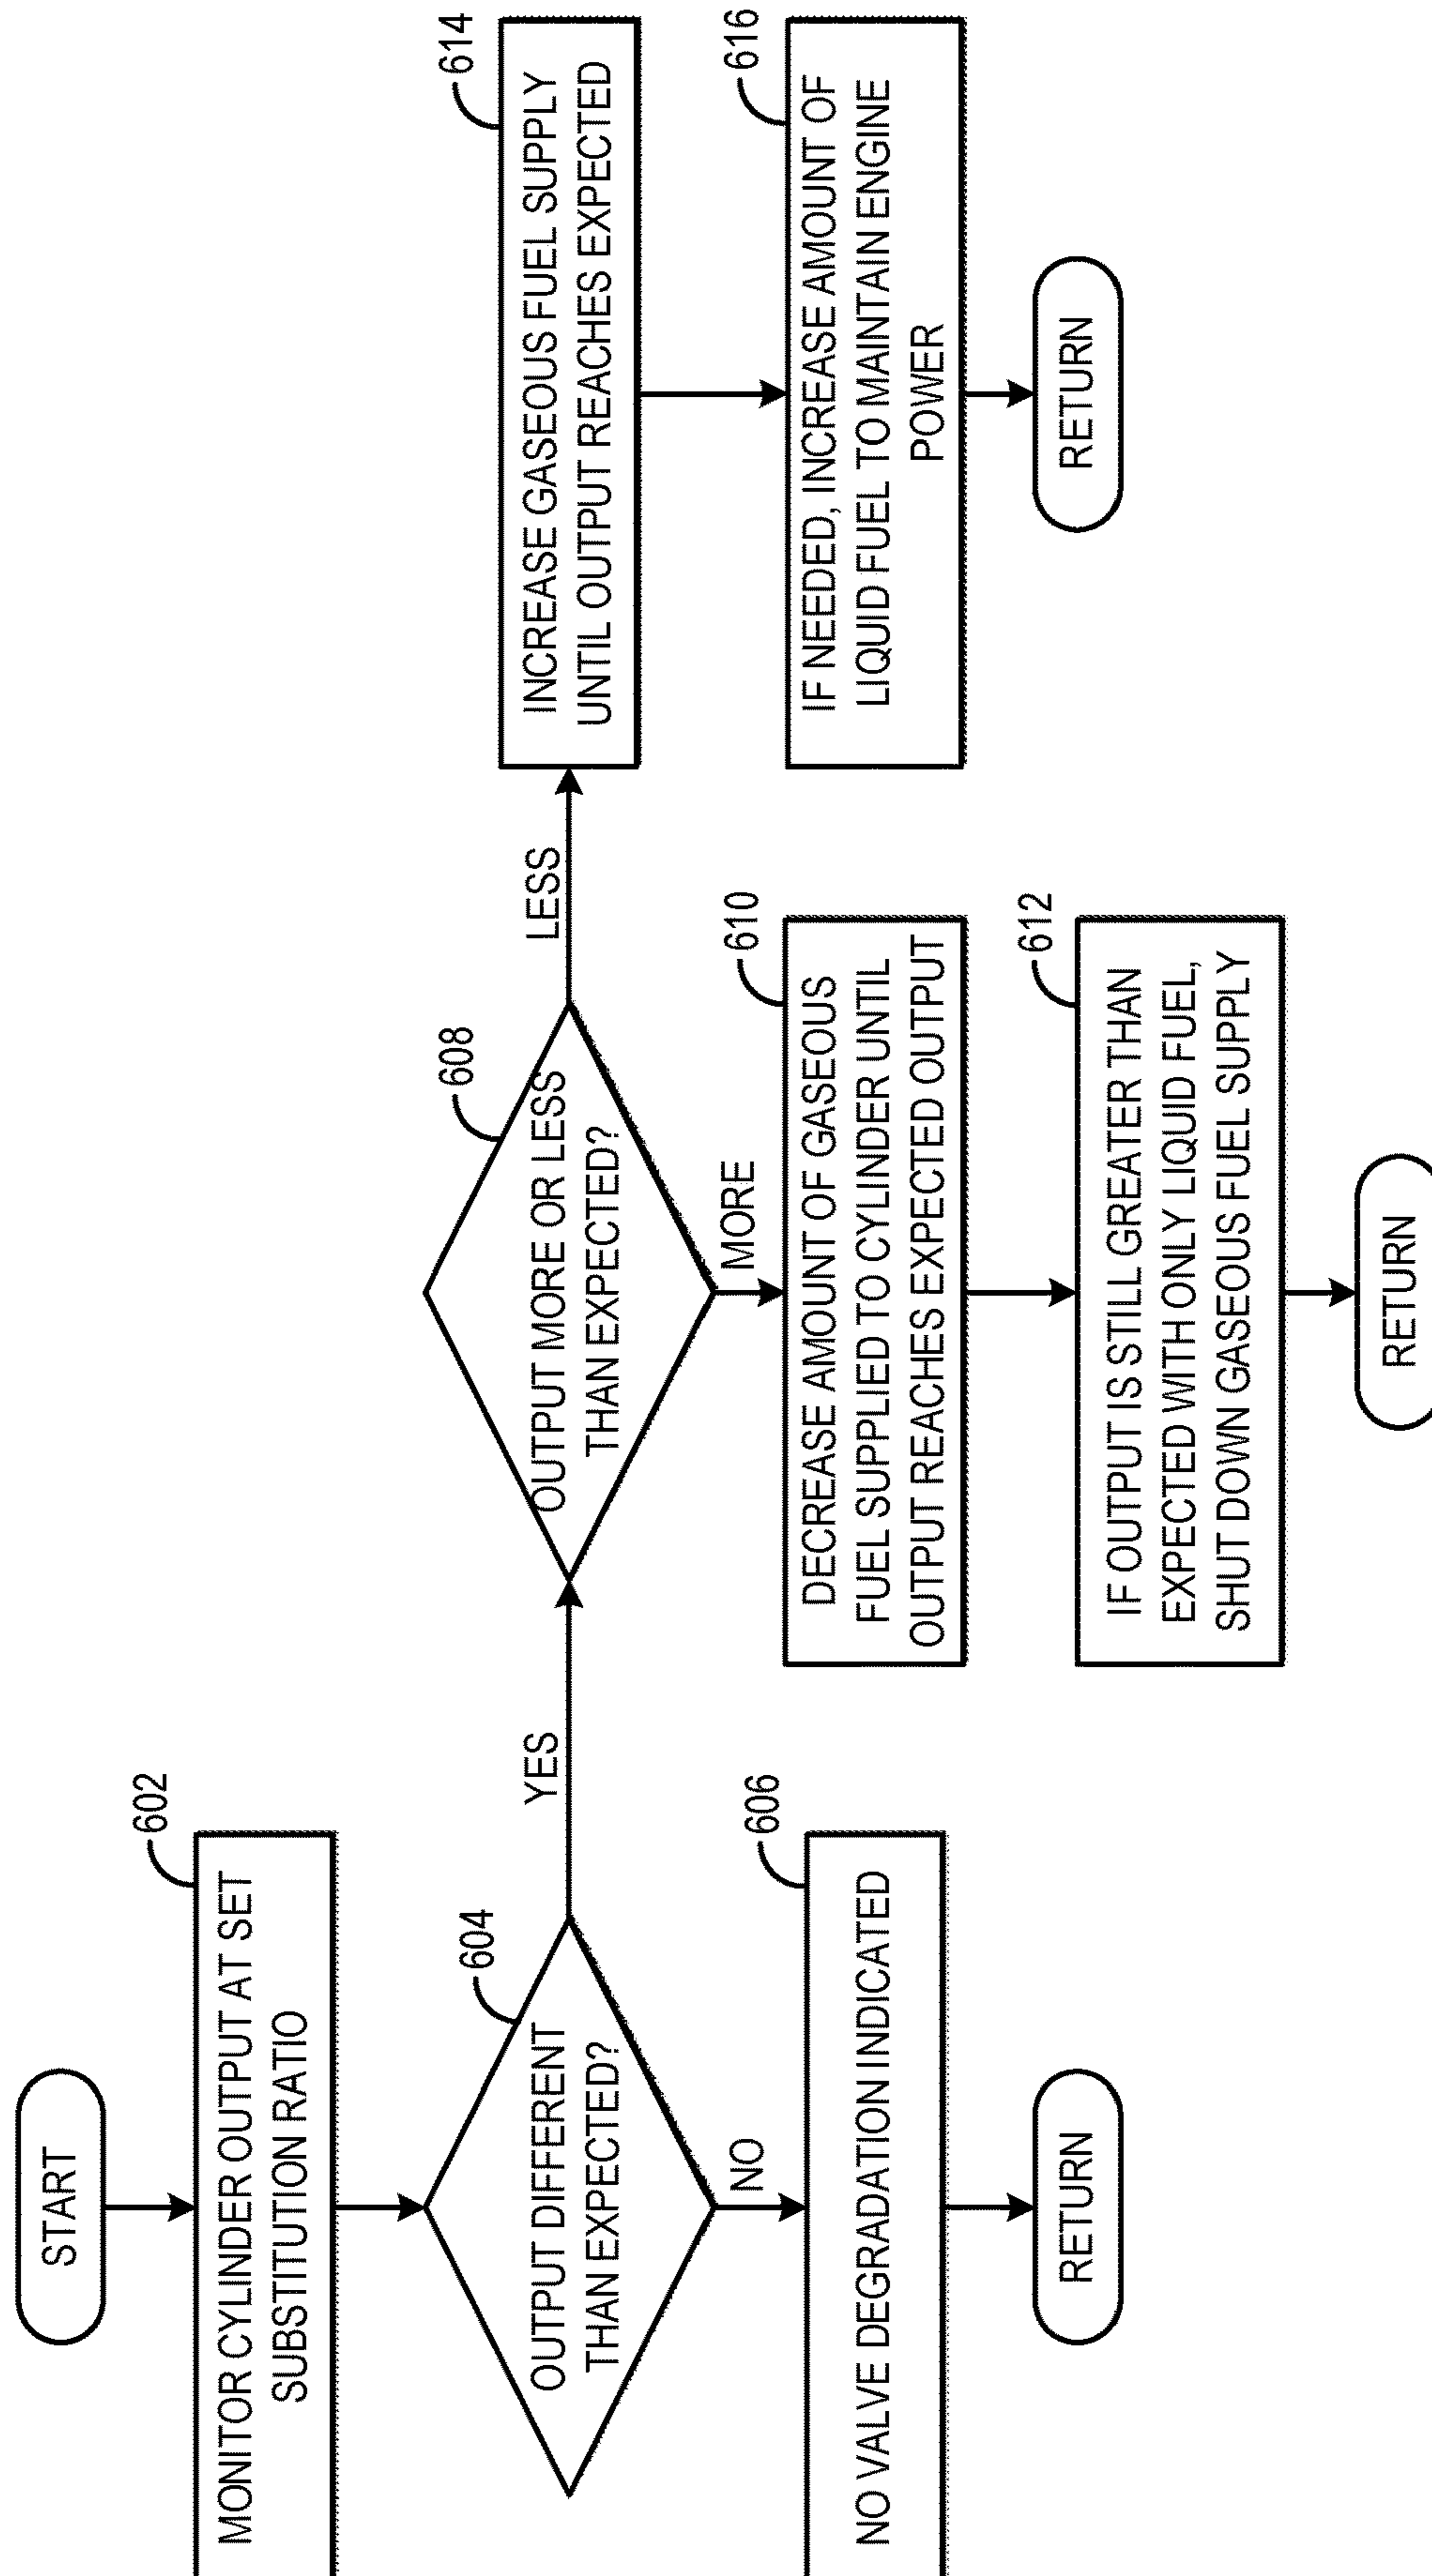 START
602
MONITOR CYLINDER OUTPUT AT SET
SUBSTITUTION RATIO
604
OUTPUT DIFFERENT
THAN EXPECTED?
YES
NO
606
NO VALVE DEGRADATION INDICATED
RETURN
608
OUTPUT MORE OR LESS
THAN EXPECTED?
LESS
MORE
610
DECREASE AMOUNT OF GASEOUS
FUEL SUPPLIED TO CYLINDER UNTIL
OUTPUT REACHES EXPECTED OUTPUT
612
IF OUTPUT IS STILL GREATER THAN
EXPECTED WITH ONLY LIQUID FUEL,
SHUT DOWN GASEOUS FUEL SUPPLY
RETURN
614
INCREASE GASEOUS FUEL SUPPLY
UNTIL OUTPUT REACHES EXPECTED
616
IF NEEDED, INCREASE AMOUNT OF
LIQUID FUEL TO MAINTAIN ENGINE
POWER
RETURN